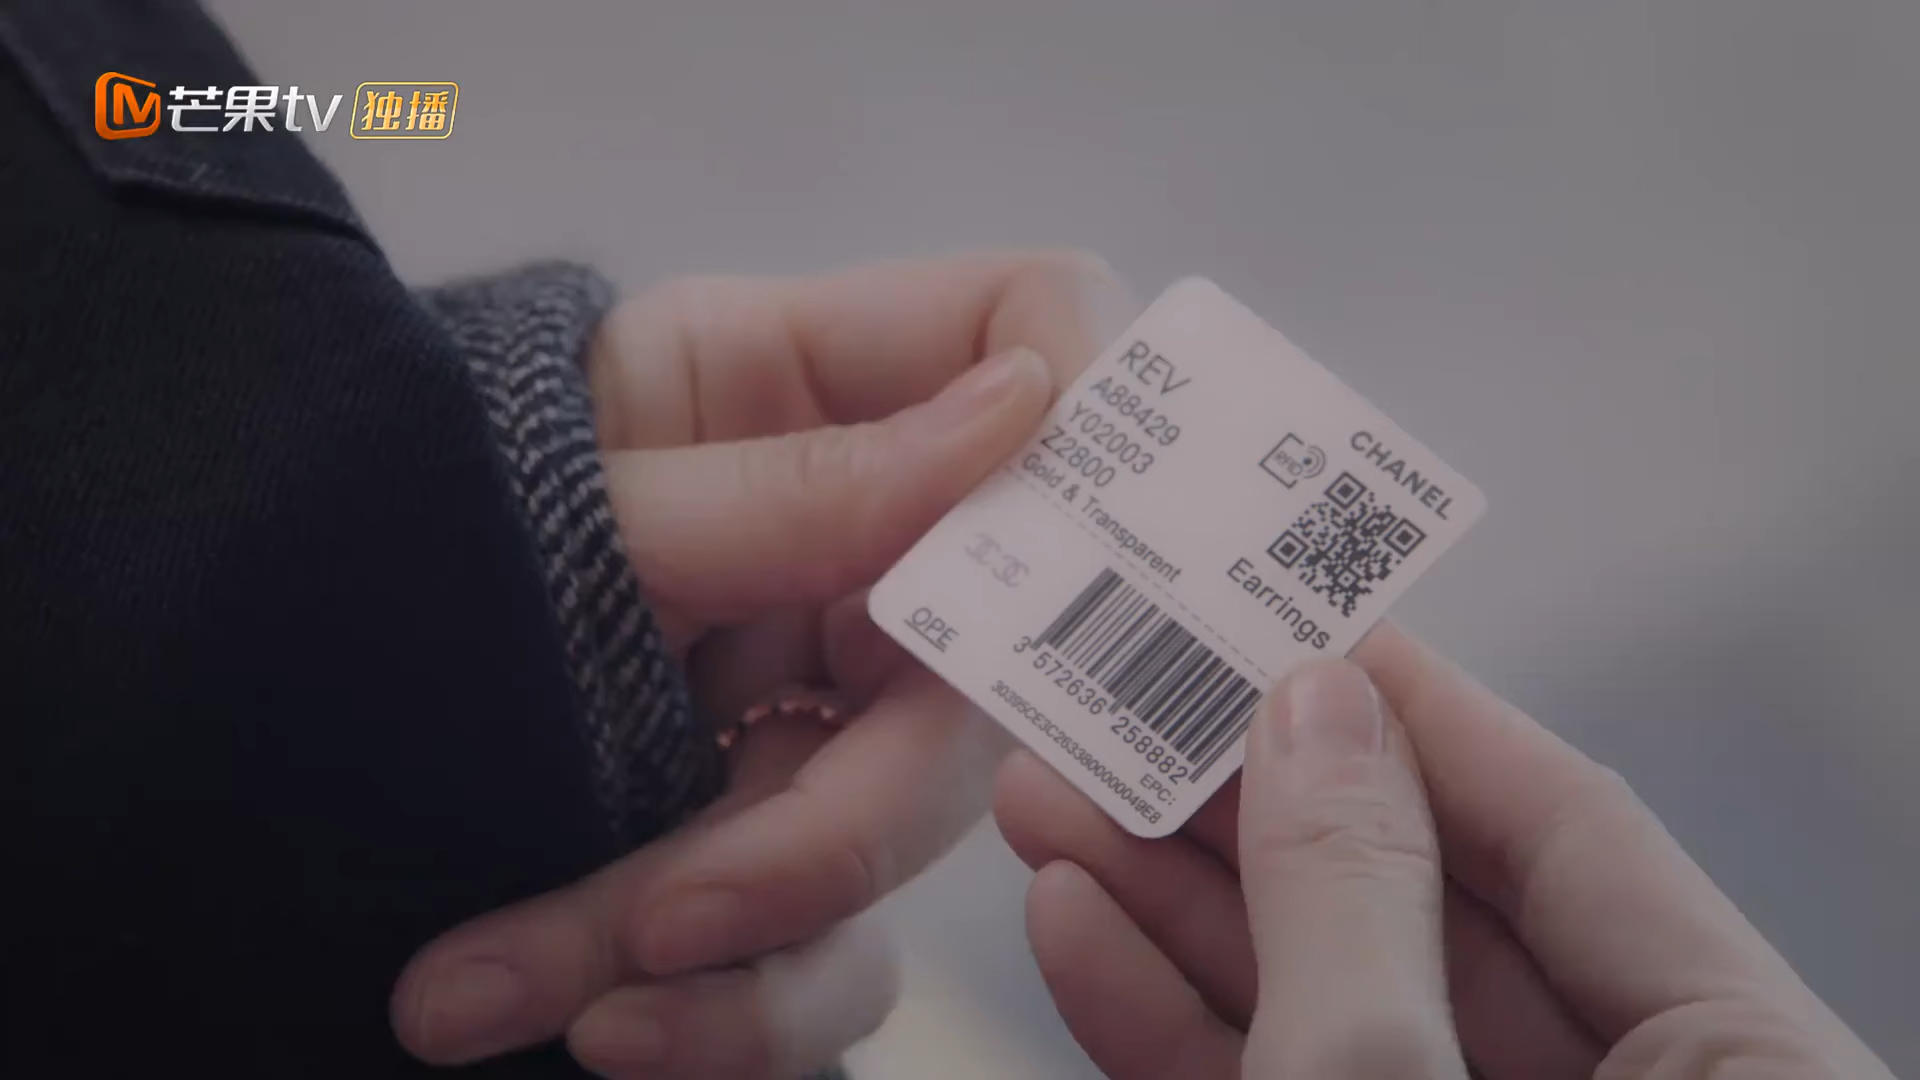 芒果tv 独播
REV
A88429
Y02003
Z2800
Gold & Transparent
CHANEL
RFID
Earrings
OPE
3 572636 258882
EPC:
30395CE3C2633800000049E8